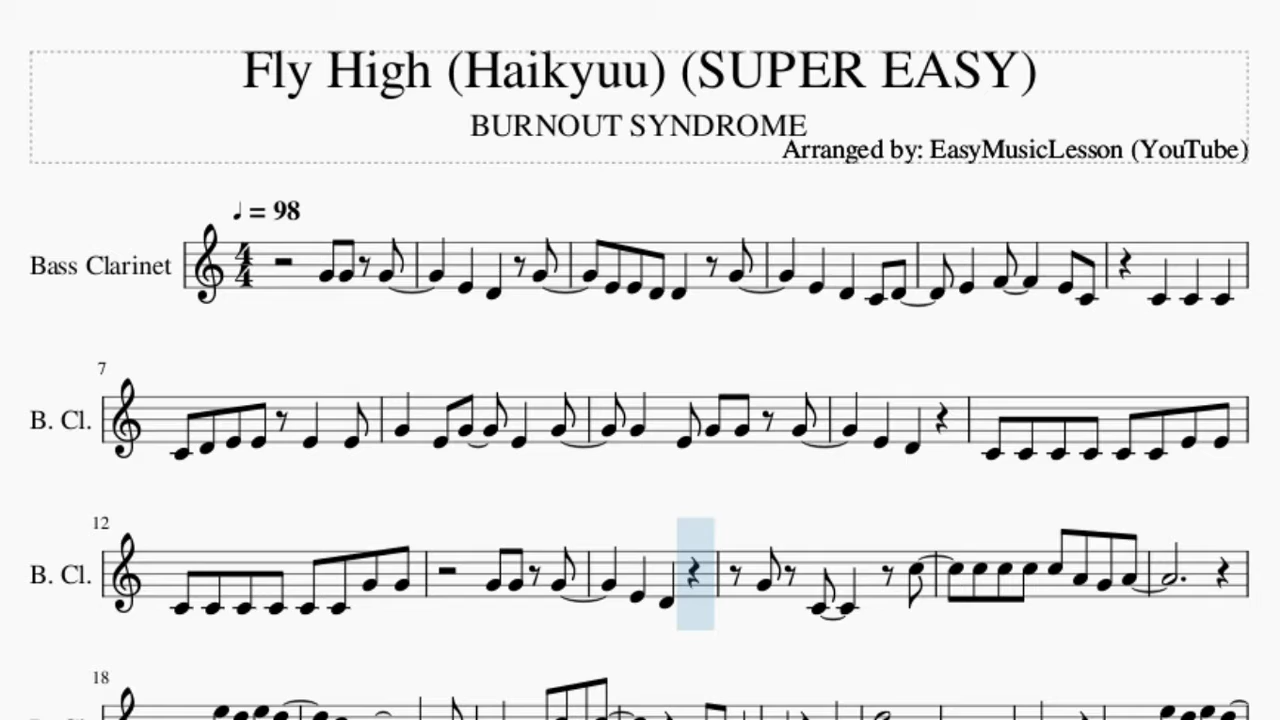 Fly High (Haikyuu) (SUPER EASY)
BURNOUT SYNDROME
Arranged by: EasyMusicLesson (YouTube)
♩ = 98
Bass Clarinet
4
4
7
B. Cl.
12
B. Cl.
18